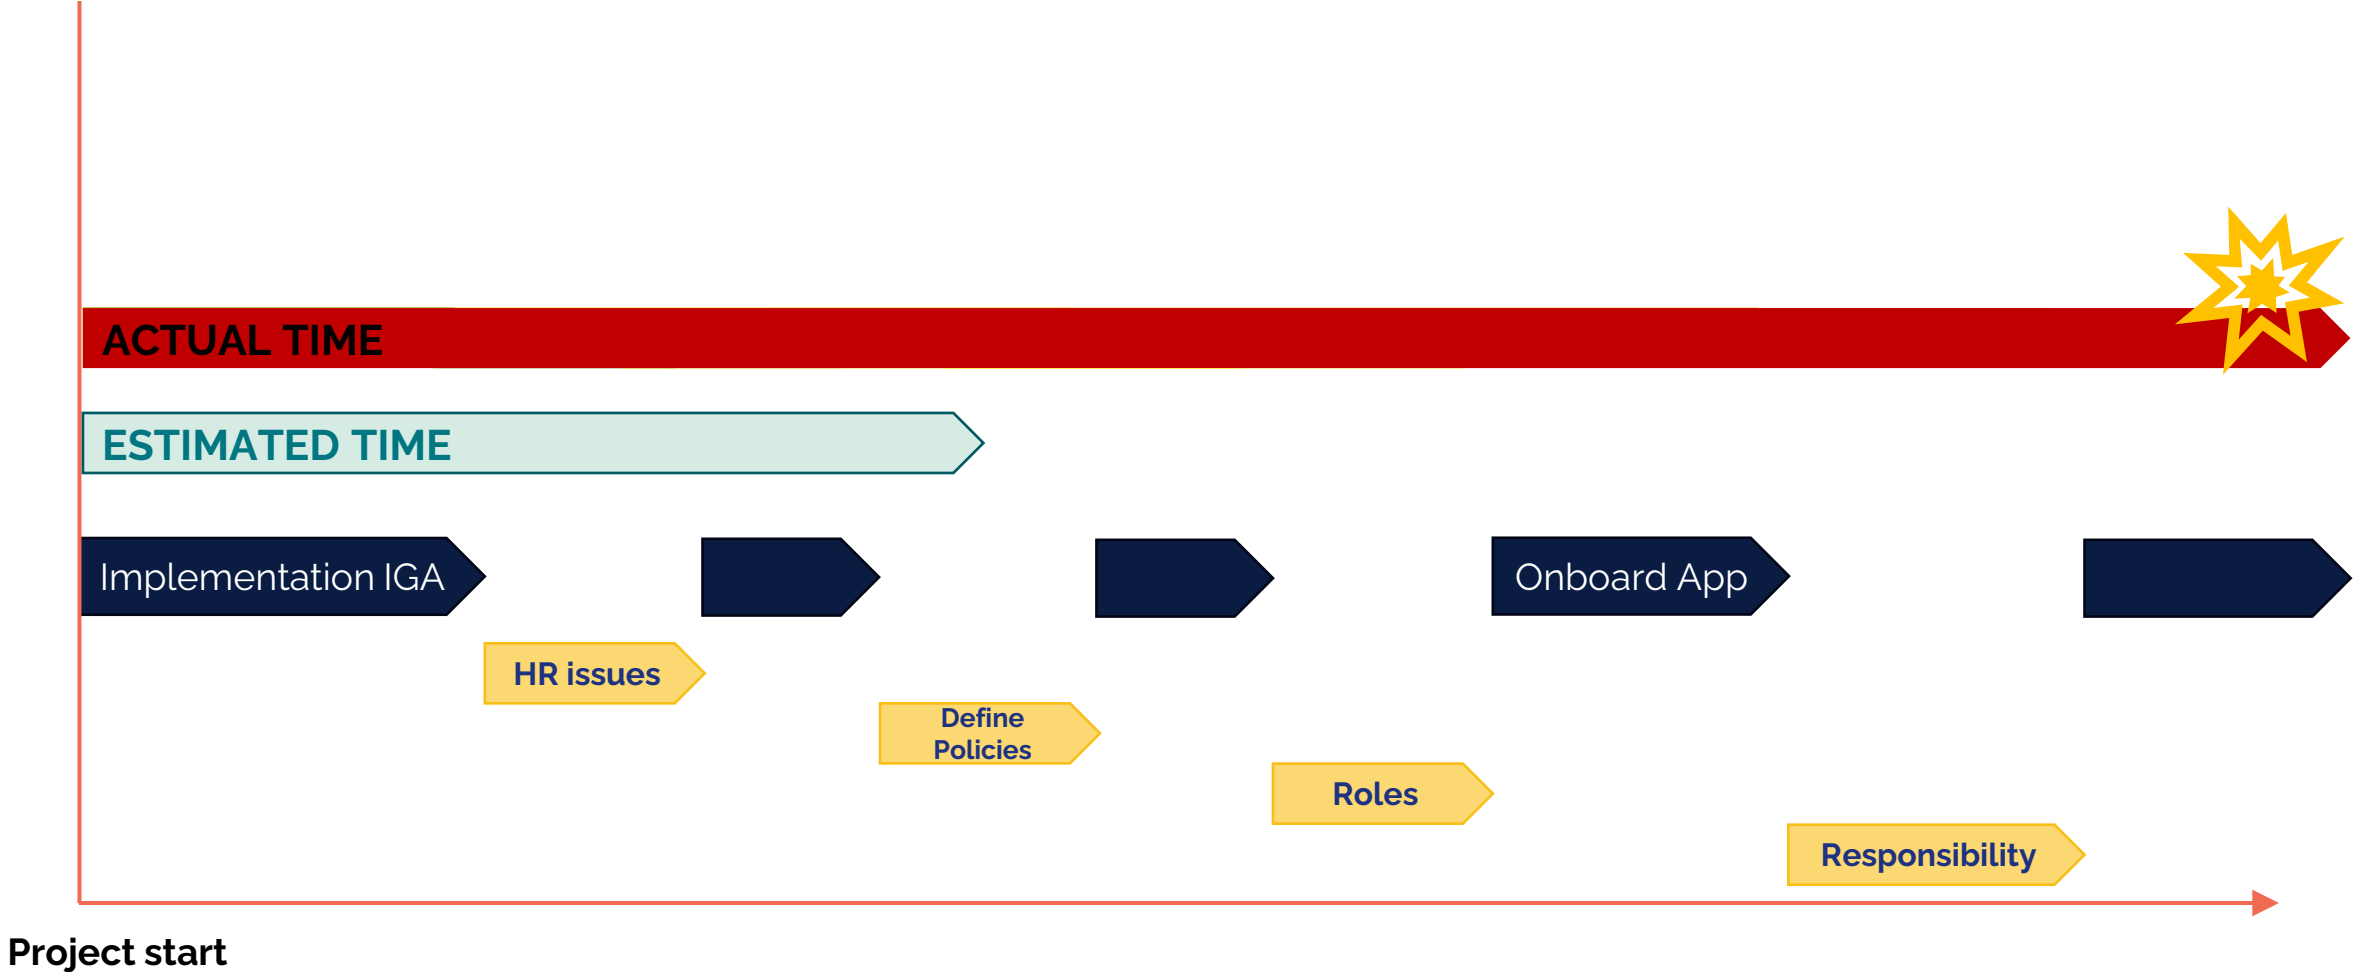 ACTUAL TIME
ESTIMATED TIME
Implementation IGA
Onboard App
HR issues
Define
Policies
Roles
Responsibility
Project start